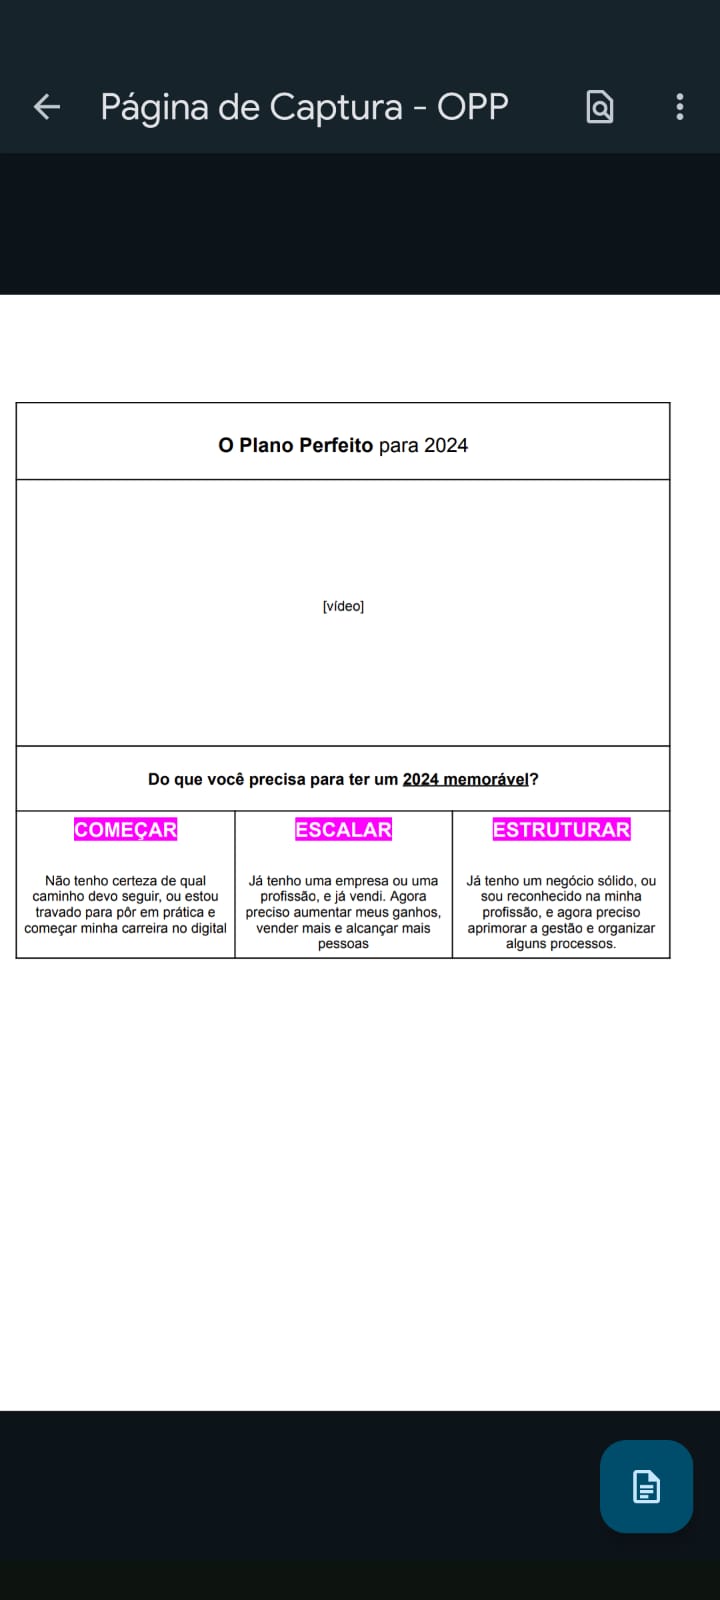 Página de Captura - OPP
O Plano Perfeito para 2024
[vídeo]
Do que você precisa para ter um 2024 memorável?
COMEÇAR
Não tenho certeza de qual
caminho devo seguir, ou estou
travado para pôr em prática e
começar minha carreira no digital
ESCALAR
Já tenho uma empresa ou uma
profissão, e já vendi. Agora
preciso aumentar meus ganhos,
vender mais e alcançar mais
pessoas
ESTRUTURAR
Já tenho um negócio sólido, ou
sou reconhecido na minha
profissão, e agora preciso
aprimorar a gestão e organizar
alguns processos.